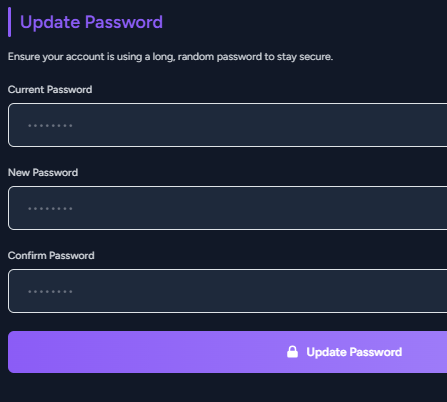 Update Password
Ensure your account is using a long, random password to stay secure.
Current Password
••••••••
New Password
••••••••
Confirm Password
••••••••
Update Password